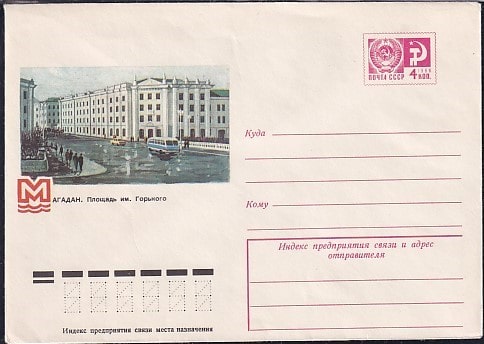 1966
ПОЧТА СССР
4 КОП.
МАГАДАН. Площадь им. Горького
Куда
Кому
Индекс предприятия связи и адрес
отправителя
Индекс предприятия связи места назначения